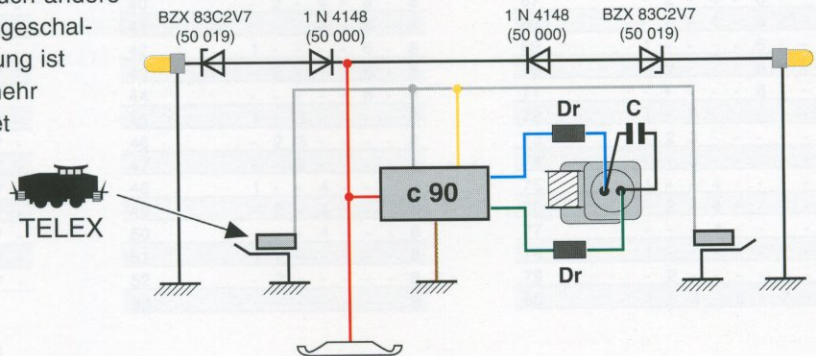 geschal-
ung ist
nehr
et
BZX 83C2V7
(50 019)
1 N 4148
(50 000)
1 N 4148
(50 000)
BZX 83C2V7
(50 019)
Dr
C
c 90
Dr
TELEX